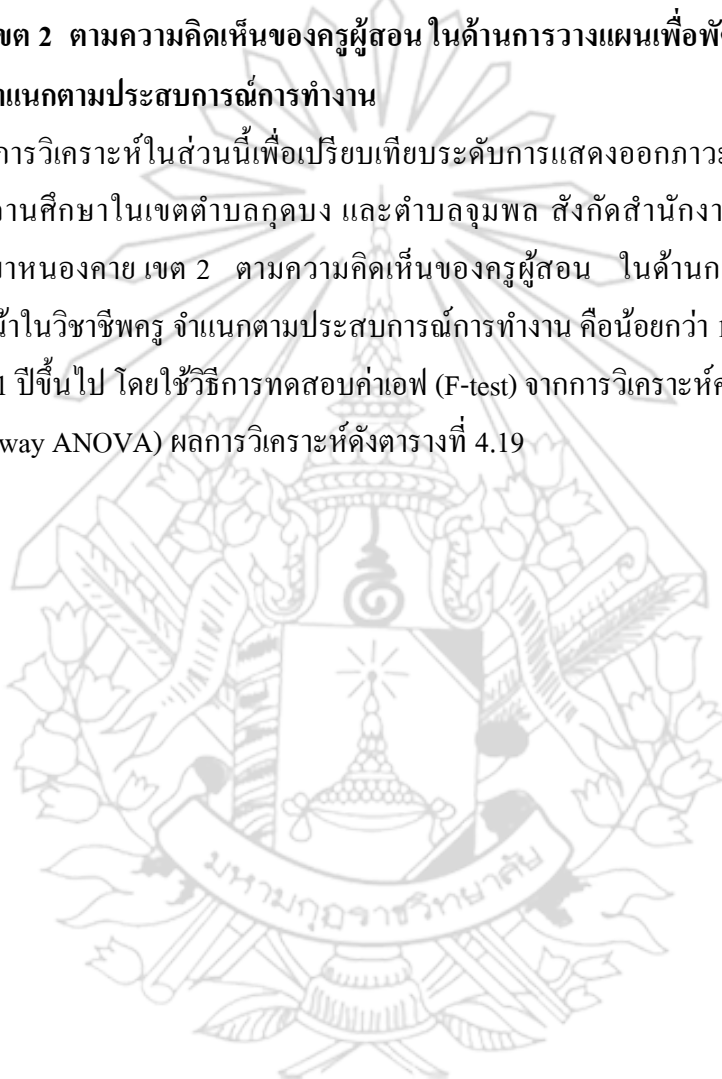 ขต 2 ตามความคิดเห็นของครูผู้สอน ในด้านการวางแผนเพื่อพัต
าแนกตามประสบการณ์การทำงาน
การวิเคราะห์ในส่วนนี้เพื่อเปรียบเทียบระดับการแสดงออกภาวะ
านศึกษาในเขตตำบลกุดบง และตำบลจุมพล สังกัดสำนักงา
าหนองคาย เขต 2 ตามความคิดเห็นของครูผู้สอน ในด้านก
น้าในวิชาชีพครู จำแนกตามประสบการณ์การทำงาน คือน้อยกว่า 1
1 ปีขึ้นไป โดยใช้วิธีการทดสอบค่าเอฟ (F-test) จากการวิเคราะห์ค
way ANOVA) ผลการวิเคราะห์ดังตารางที่ 4.19
มหามกุฏราชวิทยาลัย